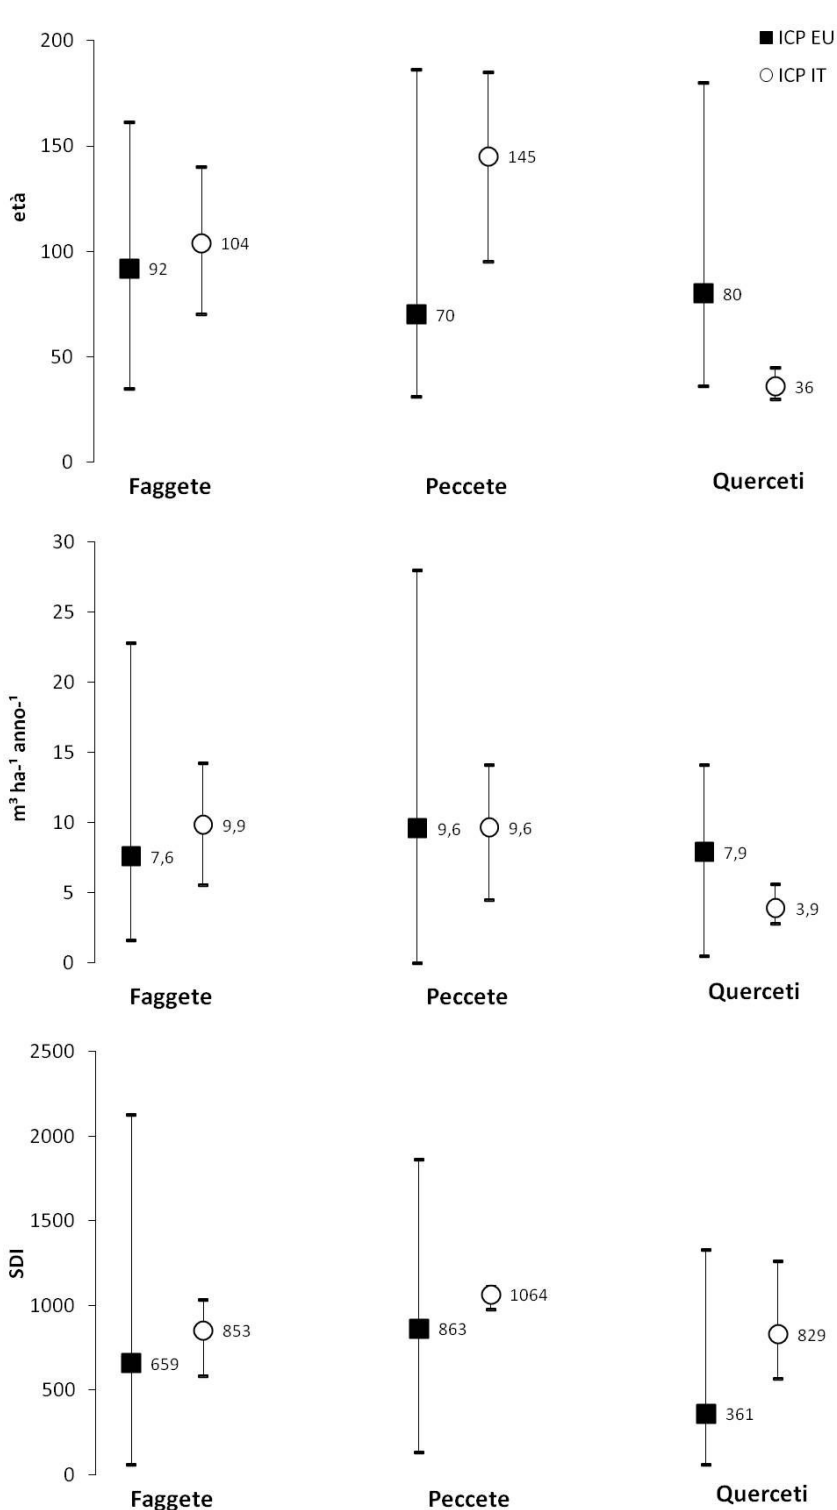 200
ICP EU
ICP IT
150
145
104
100
92
80
70
50
36
0
età
Faggete
Peccete
Querceti
30
25
20
15
10
9,9
9,6
9,6
7,6
7,9
5
3,9
0
m³ ha-¹ anno-¹
Faggete
Peccete
Querceti
2500
2000
1500
1000
1064
853
863
829
659
500
361
0
SDI
Faggete
Peccete
Querceti